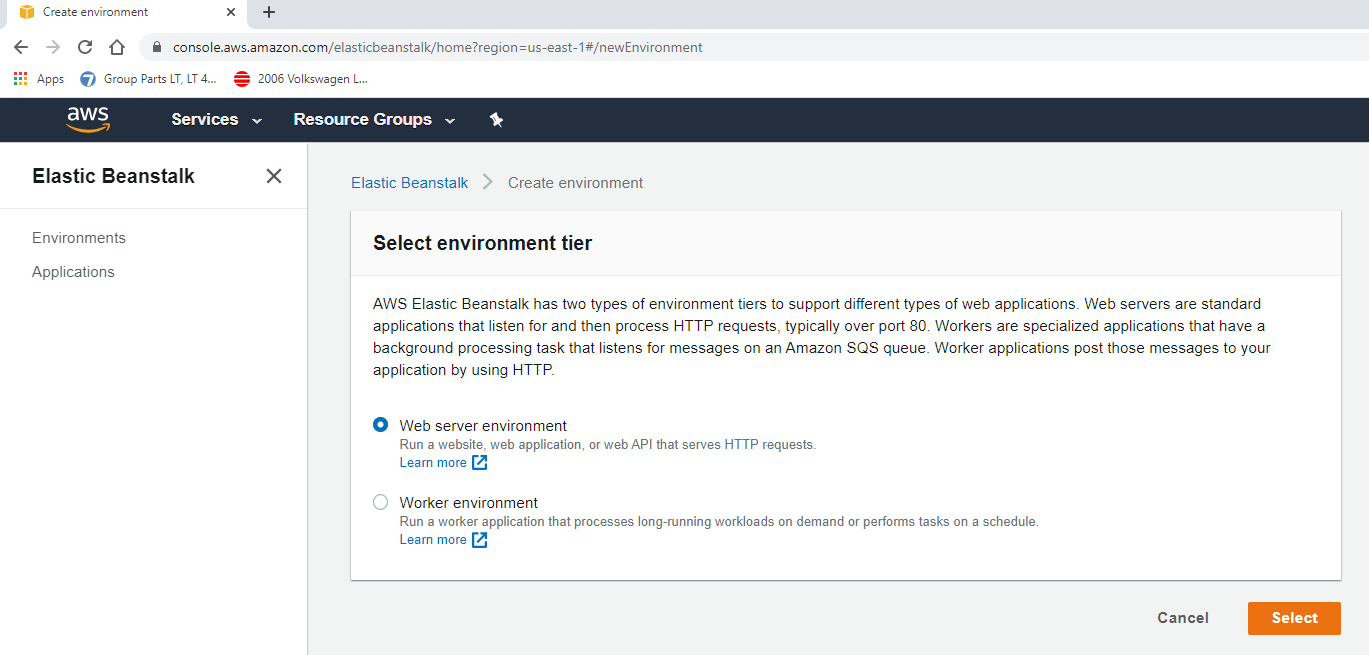 Create environment
console.aws.amazon.com/elasticbeanstalk/home?region=us-east-1#/newEnvironment
Apps
Group Parts LT, LT 4...
2006 Volkswagen L...
aws
Services
Resource Groups
Elastic Beanstalk
Environments
Applications
Elastic Beanstalk > Create environment
Select environment tier
AWS Elastic Beanstalk has two types of environment tiers to support different types of web applications. Web servers are standard
applications that listen for and then process HTTP requests, typically over port 80. Workers are specialized applications that have a
background processing task that listens for messages on an Amazon SQS queue. Worker applications post those messages to your
application by using HTTP.
Web server environment
Run a website, web application, or web API that serves HTTP requests.
Learn more
Worker environment
Run a worker application that processes long-running workloads on demand or performs tasks on a schedule.
Learn more
Cancel
Select